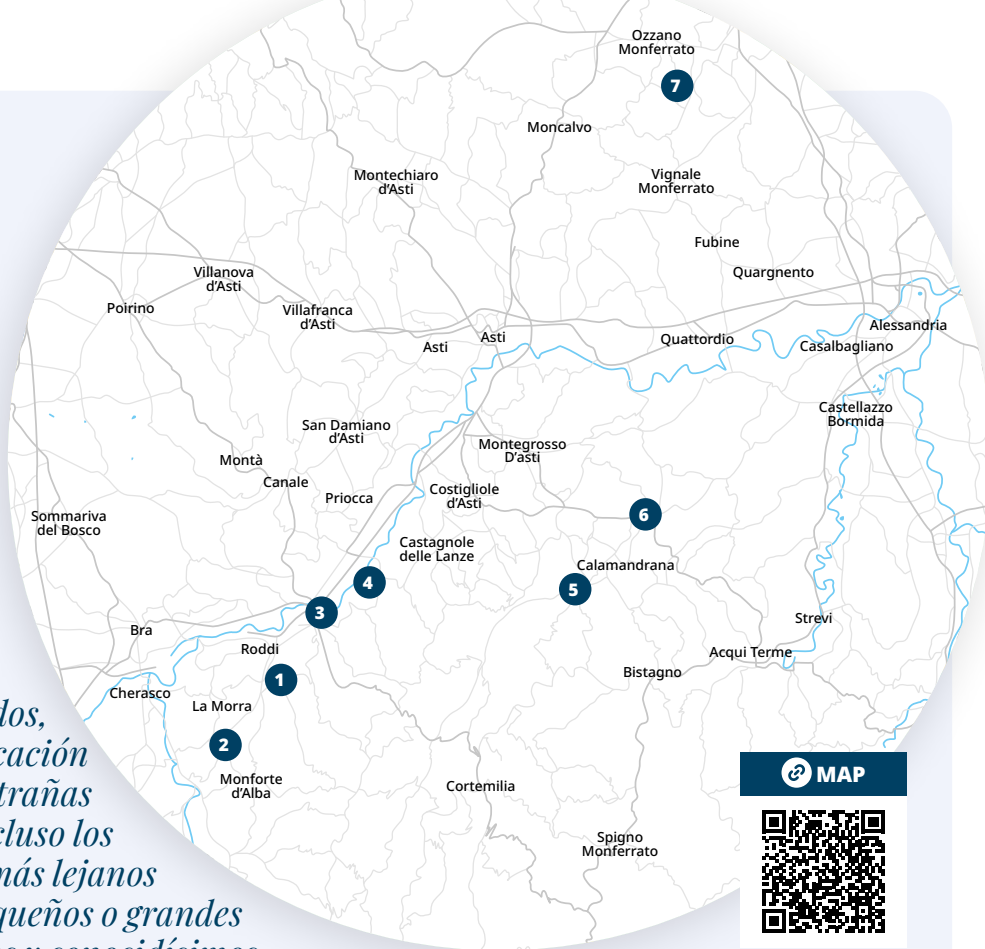 Ozzano
Monferrato
7
Moncalvo
Montechiaro
d'Asti
Vignale
Monferrato
Fubine
Quargnento
Villanova
d'Asti
Poirino
Villafranca
d'Asti
Alessandria
Asti
Asti
Quattordio
Casalbagliano
Castellazzo
Bormida
San Damiano
d'Asti
Montegrosso
D'asti
Montà
Canale
Priocca
Costigliole
d'Asti
Sommariva
del Bosco
6
Castagnole
delle Lanze
Calamandrana
4
5
3
Strevi
Bra
Roddi
Acqui Terme
Bistagno
1
Cherasco
La Morra
2
Monforte
d'Alba
Cortemilia
Spigno
Monferrato
MAP
dos,
cación
trañas
cluso los
más lejanos
queños o grandes
conocidísimos